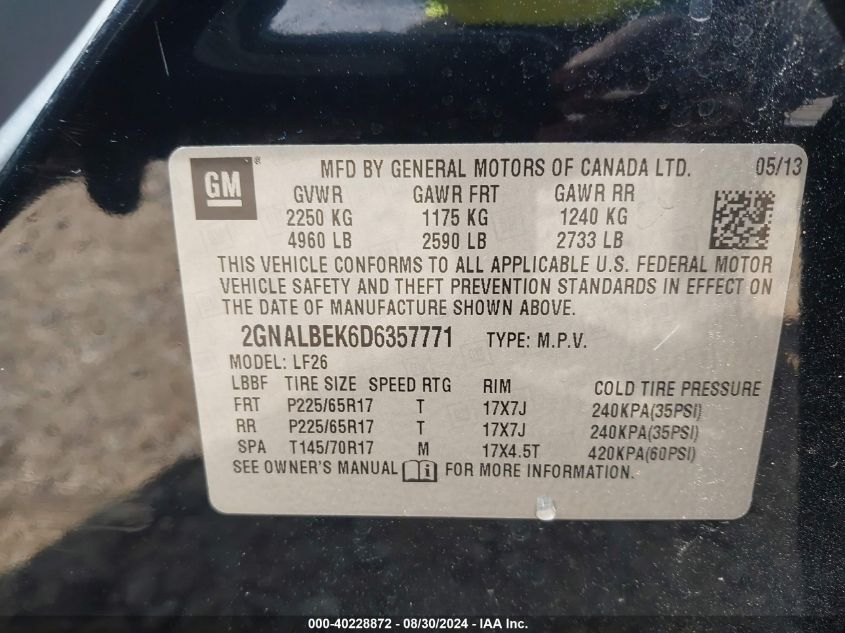 GM ® MFD BY GENERAL MOTORS OF CANADA LTD. 05/13
GVWR GAWR FRT GAWR RR
2250 KG 1175 KG 1240 KG
4960 LB 2590 LB 2733 LB
THIS VEHICLE CONFORMS TO ALL APPLICABLE U.S. FEDERAL MOTOR
VEHICLE SAFETY AND THEFT PREVENTION STANDARDS IN EFFECT ON
THE DATE OF MANUFACTURE SHOWN ABOVE.
2GNALBEK6D6357771 TYPE: M.P.V.
MODEL: LF26
LBBF TIRE SIZE SPEED RTG RIM COLD TIRE PRESSURE
FRT P225/65R17 T 17X7J 240KPA(35PSI)
RR P225/65R17 T 17X7J 240KPA(35PSI)
SPA T145/70R17 M 17X4.5T 420KPA(60PSI)
SEE OWNER'S MANUAL FOR MORE INFORMATION.
000-40228872 / 08/30/2024 - IAA Inc.